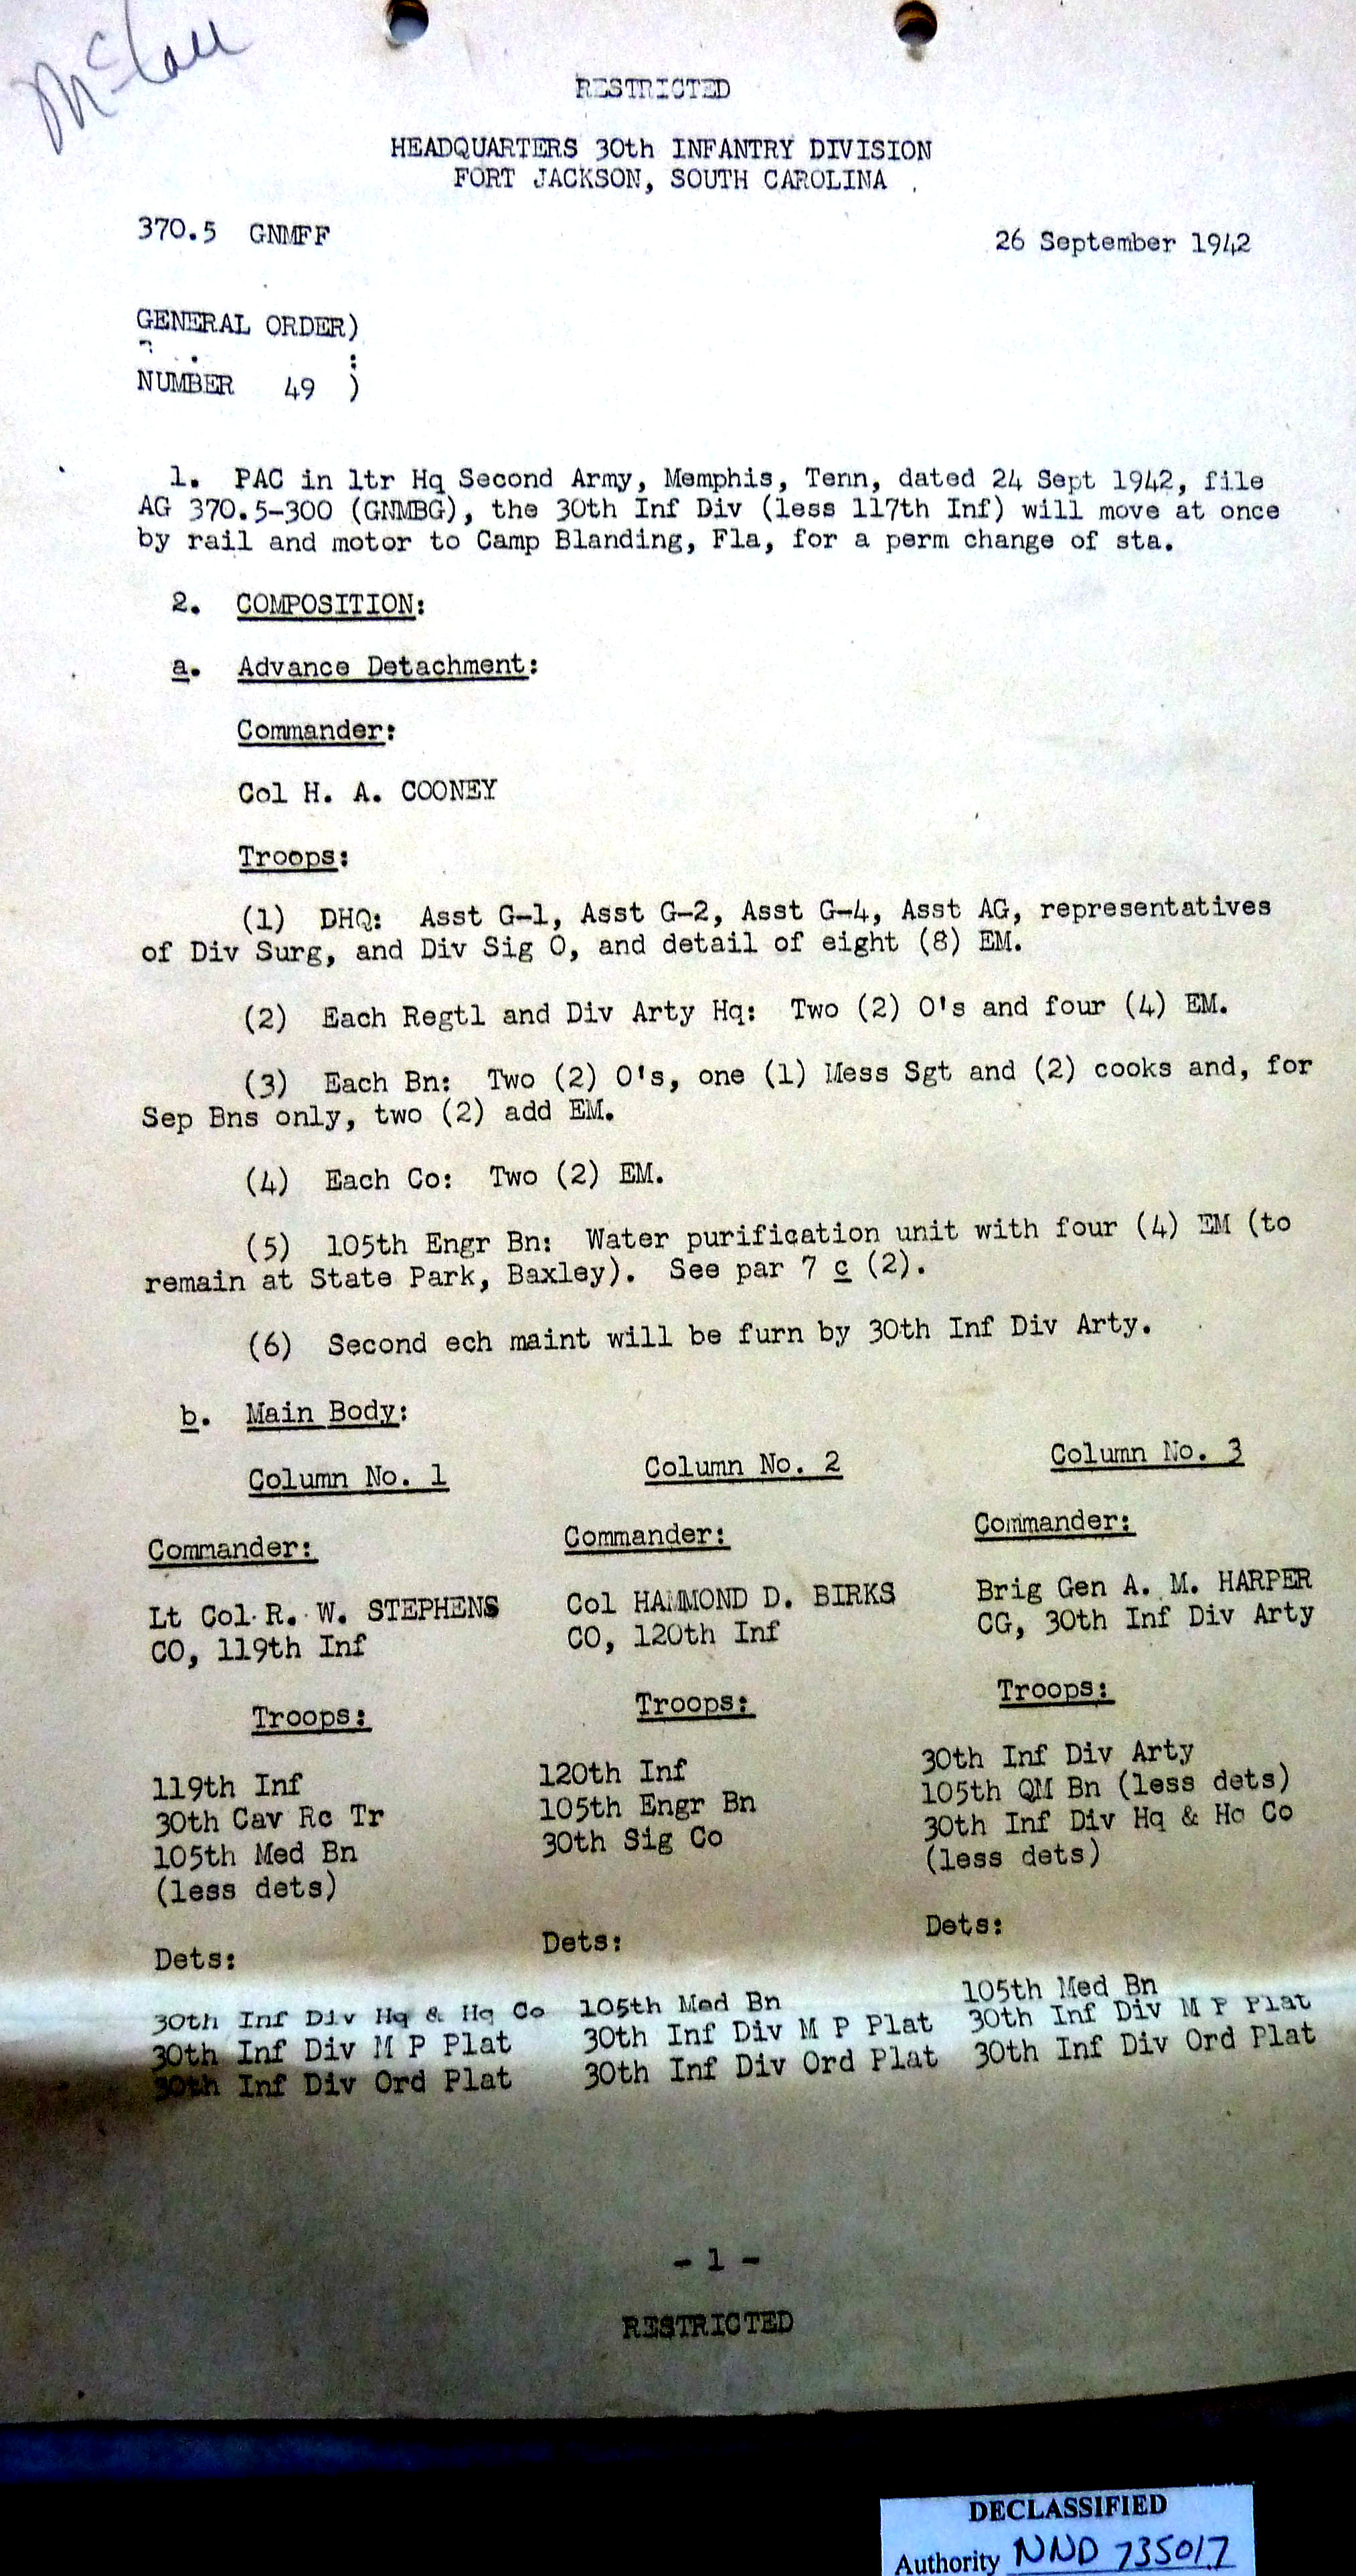 RESTRICTED
HEADQUARTERS 30th INFANTRY DIVISION
FORT JACKSON, SOUTH CAROLINA
370.5 GNMFF
26 September 1942
GENERAL ORDER)
:
NUMBER 49 )
1. PAC in ltr Hq Second Army, Memphis, Tenn, dated 24 Sept 1942, file
AG 370.5-300 (GNMBG), the 30th Inf Div (less 117th Inf) will move at once
by rail and motor to Camp Blanding, Fla, for a perm change of sta.
2. COMPOSITION:
a. Advance Detachment:
Commander:
Col H. A. COONEY
Troops:
(1) DHQ: Asst G-1, Asst G-2, Asst G-4, Asst AG, representatives
of Div Surg, and Div Sig O, and detail of eight (8) EM.
(2) Each Regtl and Div Arty Hq: Two (2) O's and four (4) EM.
(3) Each Bn: Two (2) O's, one (1) Mess Sgt and (2) cooks and, for
Sep Bns only, two (2) add EM.
(4) Each Co: Two (2) EM.
(5) 105th Engr Bn: Water purification unit with four (4) EM (to
remain at State Park, Baxley). See par 7 c (2).
(6) Second ech maint will be furn by 30th Inf Div Arty.
b. Main Body:
Column No. 1 Column No. 2 Column No. 3
Commander: Commander: Commander:
Lt Col R. W. STEPHENS Col HAMMOND D. BIRKS Brig Gen A. M. HARPER
CO, 119th Inf CO, 120th Inf CG, 30th Inf Div Arty
Troops: Troops: Troops:
119th Inf 120th Inf 30th Inf Div Arty
30th Cav Rc Tr 105th Engr Bn 105th QM Bn (less dets)
105th Med Bn 30th Sig Co 30th Inf Div Hq & Hc Co
(less dets) (less dets)
Dets: Dets: Dets:
30th Inf Div Hq & Hq Co 105th Med Bn 105th Med Bn
30th Inf Div M P Plat 30th Inf Div M P Plat 30th Inf Div M P Plat
30th Inf Div Ord Plat 30th Inf Div Ord Plat 30th Inf Div Ord Plat
- 1 -
RESTRICTED
DECLASSIFIED
Authority NND 735017